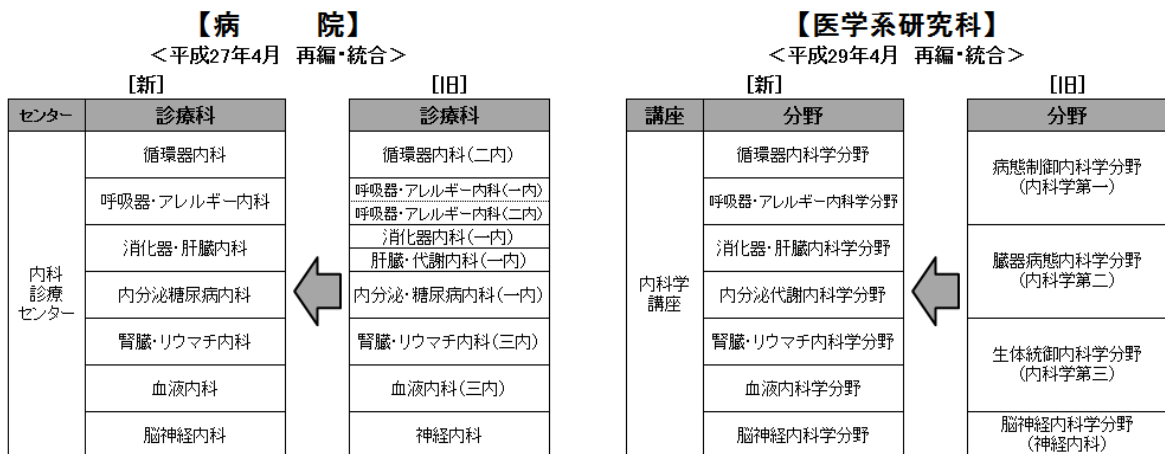 【病　　院】
＜平成27年4月　再編・統合＞
[新]
[旧]
センター
診療科
診療科
内科
診療
センター
循環器内科
呼吸器・アレルギー内科
消化器・肝臓内科
内分泌糖尿病内科
腎臓・リウマチ内科
血液内科
脳神経内科
循環器内科(二内)
呼吸器・アレルギー内科(一内)
呼吸器・アレルギー内科(二内)
消化器内科(一内)
肝臓・代謝内科(一内)
内分泌・糖尿病内科(一内)
腎臓・リウマチ内科(三内)
血液内科(三内)
神経内科
【医学系研究科】
＜平成29年4月　再編・統合＞
[新]
[旧]
講座
分野
分野
内科学
講座
循環器内科学分野
呼吸器・アレルギー内科学分野
消化器・肝臓内科学分野
内分泌代謝内科学分野
腎臓・リウマチ内科学分野
血液内科学分野
脳神経内科学分野
病態制御内科学分野
(内科学第一)
臓器病態内科学分野
(内科学第二)
生体統御内科学分野
(内科学第三)
脳神経内科学分野
(神経内科)